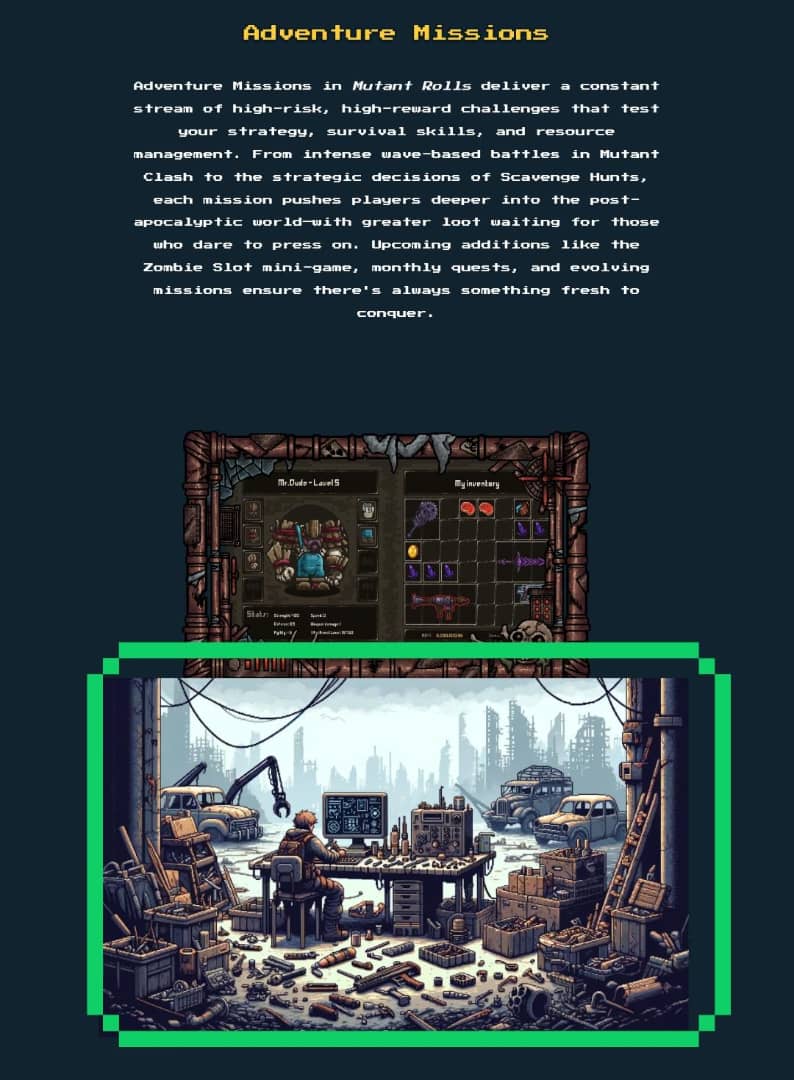 Adventure Missions
Adventure Missions in Mutant Rolls deliver a constant
stream of high-risk, high-reward challenges that test
your strategy, survival skills, and resource
management. From intense wave-based battles in Mutant
Clash to the strategic decisions of Scavenge Hunts,
each mission pushes players deeper into the post-
apocalyptic world—with greater loot waiting for those
who dare to press on. Upcoming additions like the
Zombie Slot mini-game, monthly quests, and evolving
missions ensure there's always something fresh to
conquer.
Mr.Dude - Level 5
My inventory